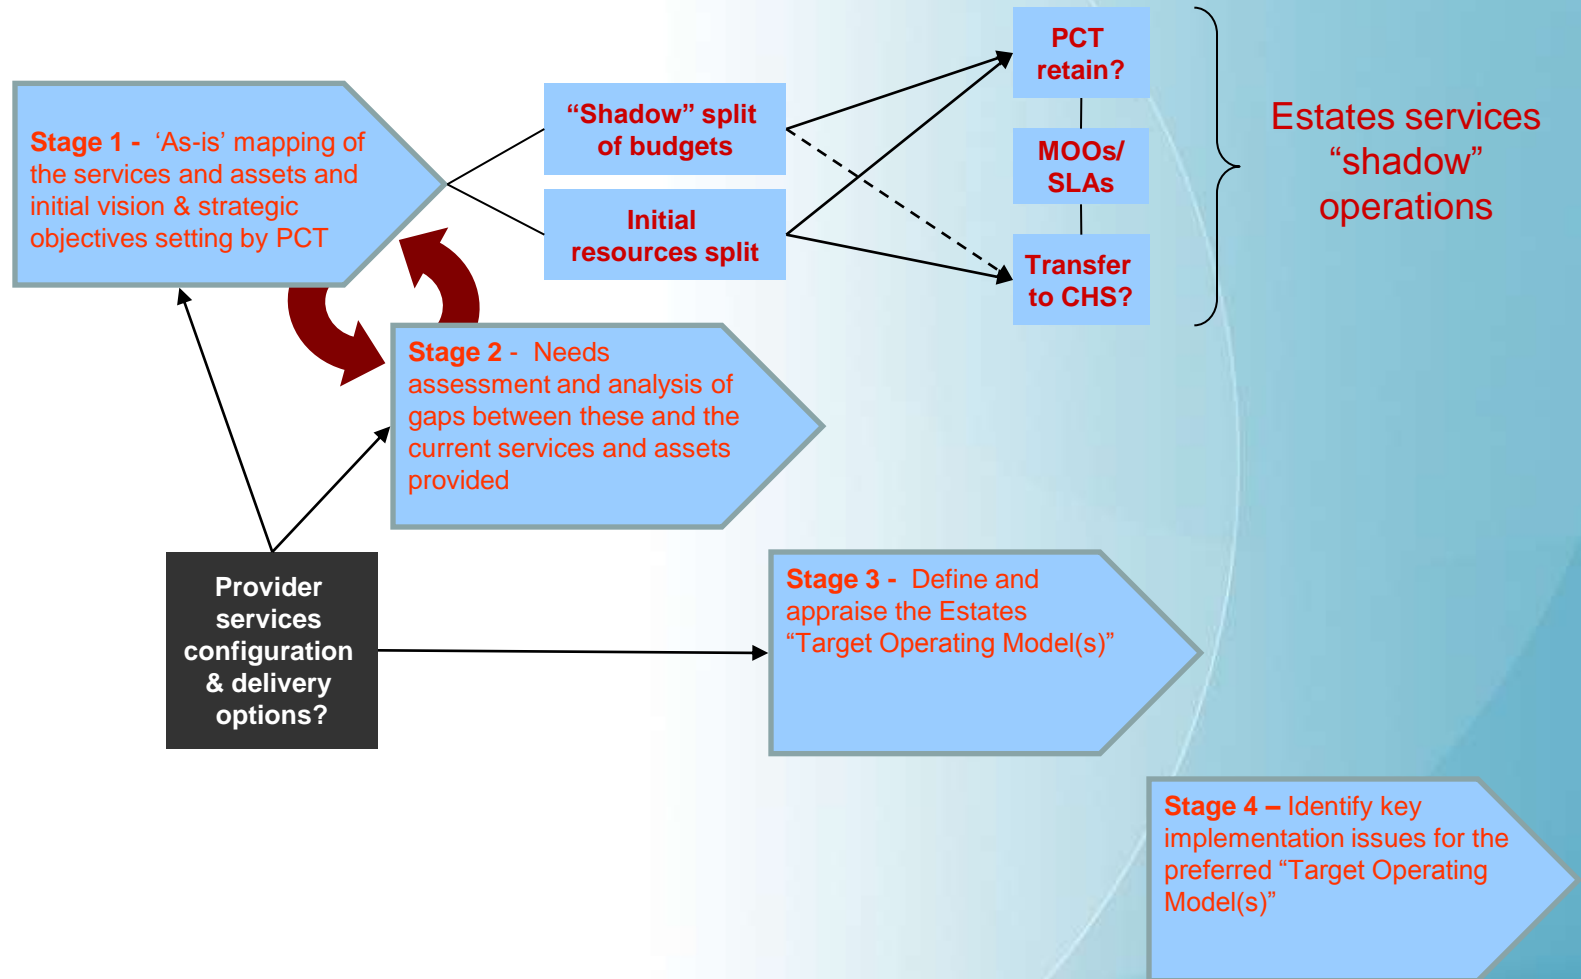 Stage 1 - ‘As-is’ mapping of
the services and assets and
initial vision & strategic
objectives setting by PCT
“Shadow” split
of budgets
Initial
resources split
PCT
retain?
MOOs/
SLAs
Transfer
to CHS?
Estates services
“shadow”
operations
Stage 2 - Needs
assessment and analysis of
gaps between these and the
current services and assets
provided
Provider
services
configuration
& delivery
options?
Stage 3 - Define and
appraise the Estates
“Target Operating Model(s)”
Stage 4 – Identify key
implementation issues for the
preferred “Target Operating
Model(s)”